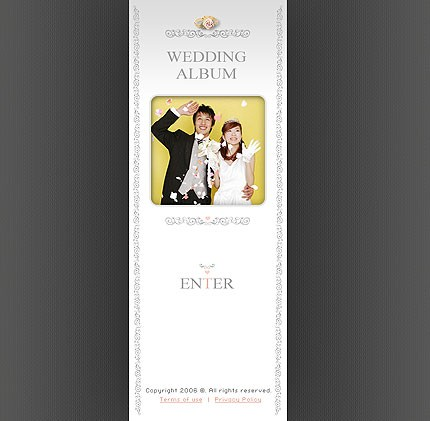 WEDDING
ALBUM
ENTER
Copyright 2006 ©. All rights reserved.
Terms of use | Privacy Policy